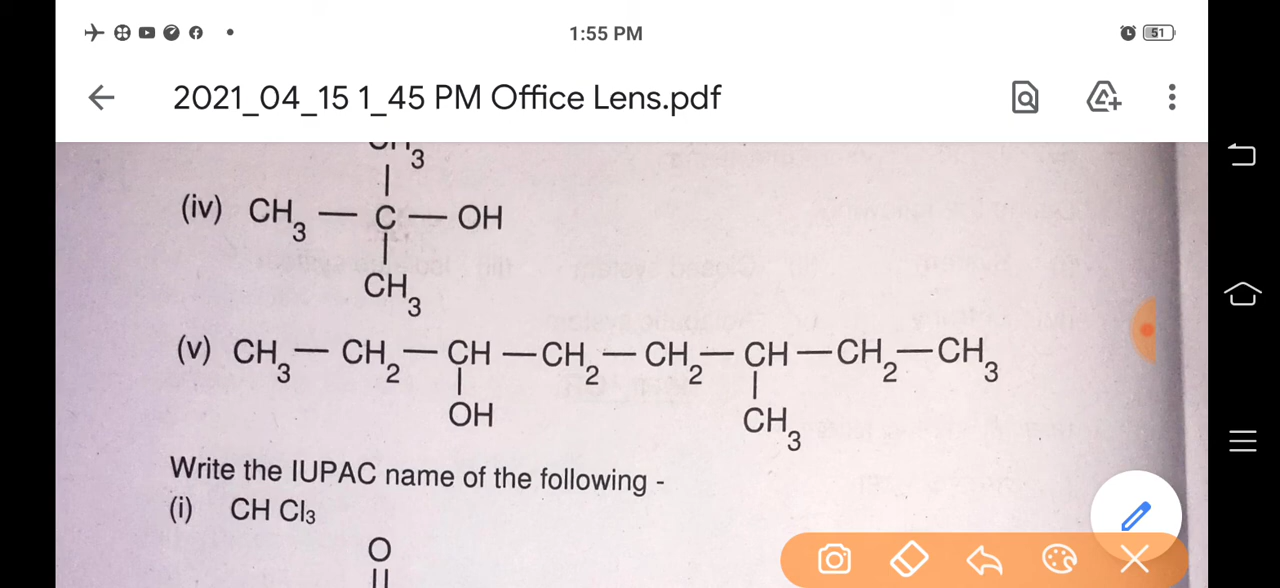 1:55 PM
51
2021_04_15 1_45 PM Office Lens.pdf
CH3
(iv) CH3 — C — OH
CH3
(v) CH3 — CH2 — CH — CH2 — CH2 — CH — CH2 — CH3
OH CH3
Write the IUPAC name of the following -
(i) CH Cl3
O